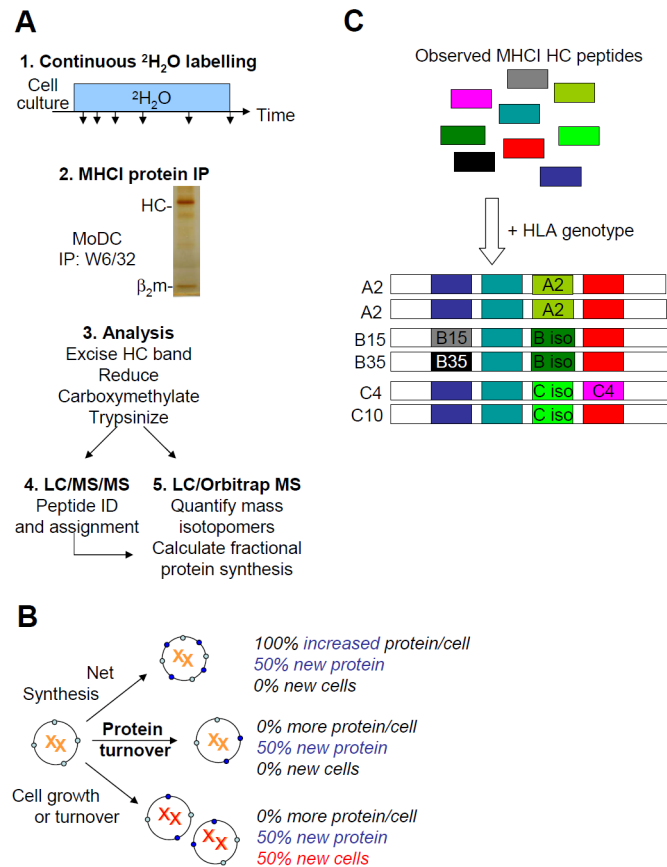 A
1. Continuous ²H₂O labelling
Cell
culture
²H₂O
Time
2. MHCI protein IP
HC-
MoDC
IP: W6/32
β₂m-
3. Analysis
Excise HC band
Reduce
Carboxymethylate
Trypsinize
4. LC/MS/MS
Peptide ID
and assignment
5. LC/Orbitrap MS
Quantify mass
isotopomers
Calculate fractional
protein synthesis
B
Net
Synthesis
XX
XX
100% increased protein/cell
50% new protein
0% new cells
Protein
turnover
XX
0% more protein/cell
50% new protein
0% new cells
Cell growth
or turnover
XX
XX
0% more protein/cell
50% new protein
50% new cells
C
Observed MHCI HC peptides
+ HLA genotype
A2 A2
A2 A2
B15 B15 B iso
B35 B35 B iso
C4 C iso C4
C10 C iso